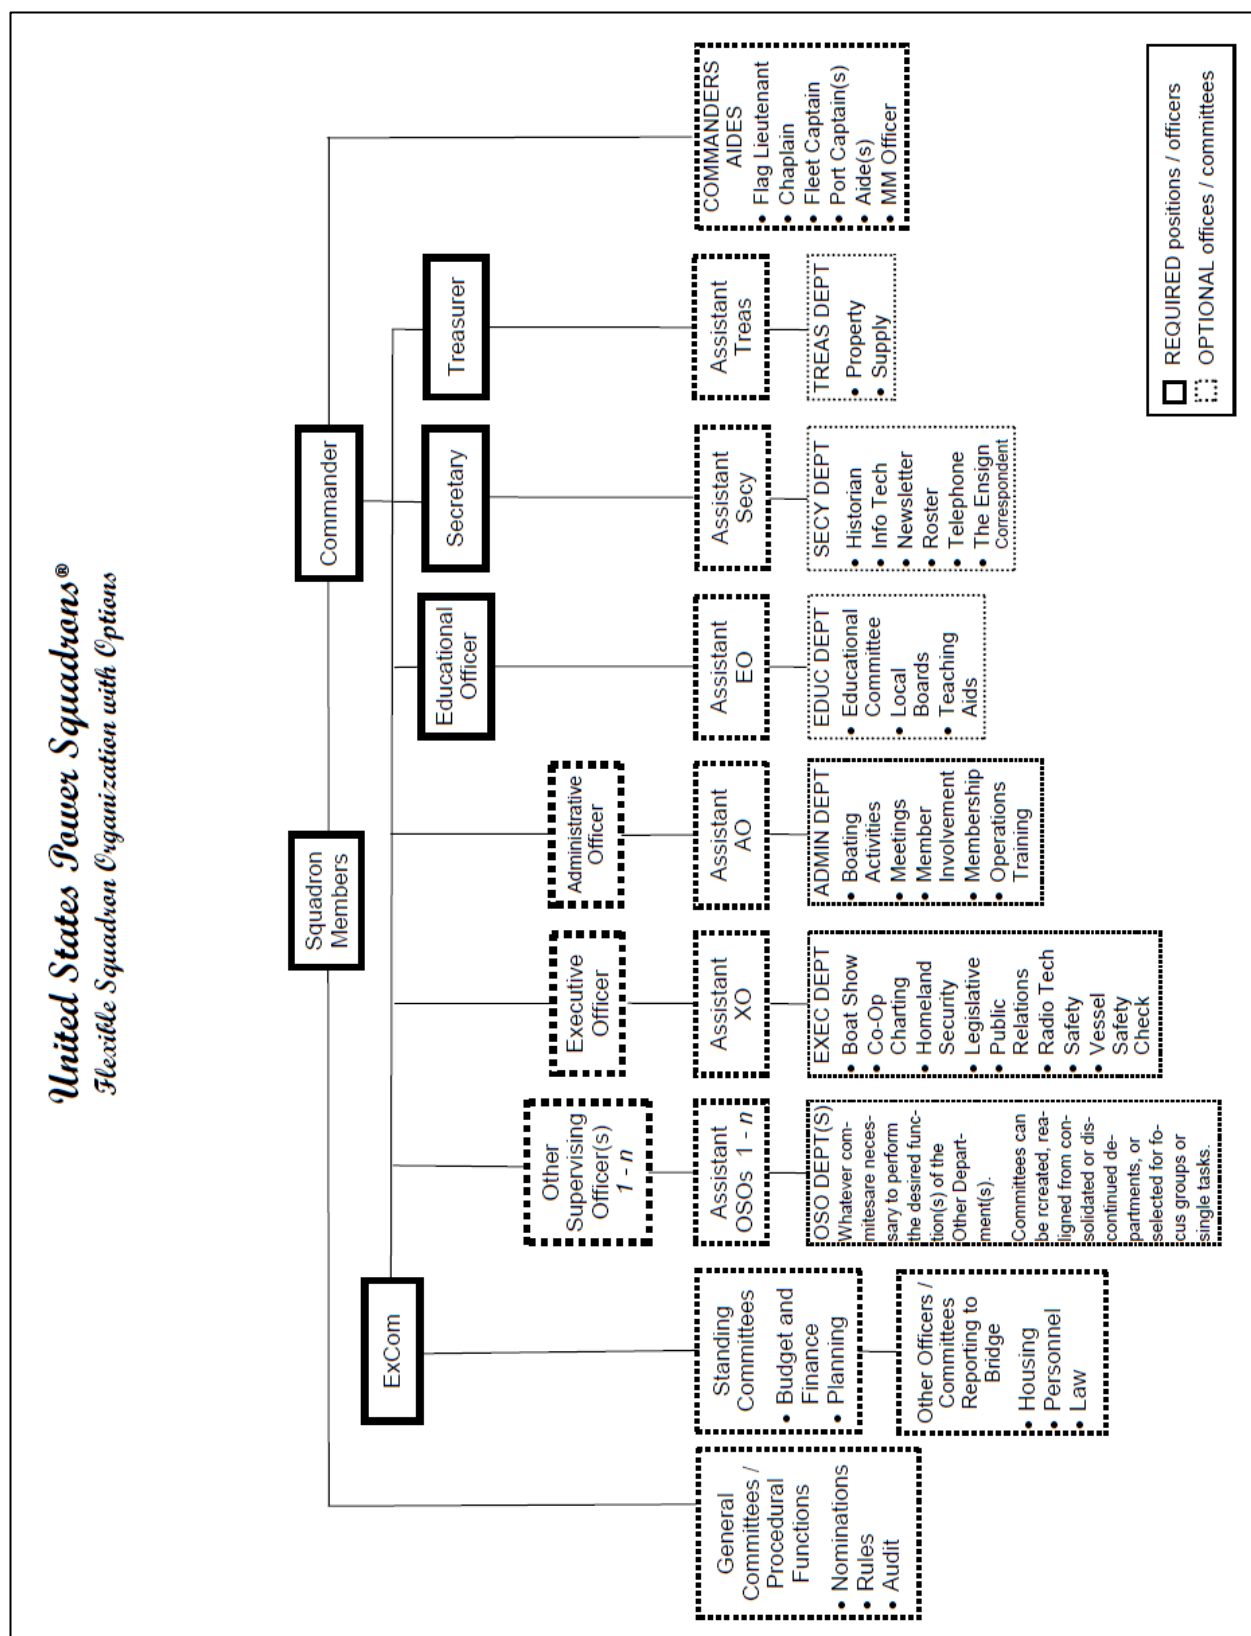 United States Power Squadrons®
Flexible Squadron Organization with Options
Squadron
Members
Commander
ExCom
Educational
Officer
Secretary
Treasurer
Other
Supervising
Officer(s)
1 - n
Executive
Officer
Administrative
Officer
General
Committees /
Procedural
Functions
• Nominations
• Rules
• Audit
Standing
Committees
• Budget and
Finance
• Planning
Other Officers /
Committees
Reporting to
Bridge
• Housing
• Personnel
• Law
Assistant
OSOs 1 - n
OSO DEPT(S)
Whatever com-
mitesare neces-
sary to perform
the desired func-
tion(s) of the
Other Depart-
ment(s).
Committees can
be rcreated, rea-
ligned from con-
solidated or dis-
continued de-
partments, or
selected for fo-
cus groups or
single tasks.
Assistant
XO
EXEC DEPT
• Boat Show
• Co-Op
Charting
• Homeland
Security
• Legislative
• Public
Relations
• Radio Tech
• Safety
• Vessel
Safety
Check
Assistant
AO
ADMIN DEPT
• Boating
Activities
• Meetings
• Member
Involvement
• Membership
• Operations
Training
Assistant
EO
EDUC DEPT
• Educational
Committee
• Local
Boards
• Teaching
Aids
Assistant
Secy
SECY DEPT
• Historian
• Info Tech
• Newsletter
• Roster
• Telephone
• The Ensign
Correspondent
Assistant
Treas
TREAS DEPT
• Property
• Supply
COMMANDERS
AIDES
• Flag Lieutenant
• Chaplain
• Fleet Captain
• Port Captain(s)
• Aide(s)
• MM Officer
REQUIRED positions / officers
OPTIONAL offices / committees